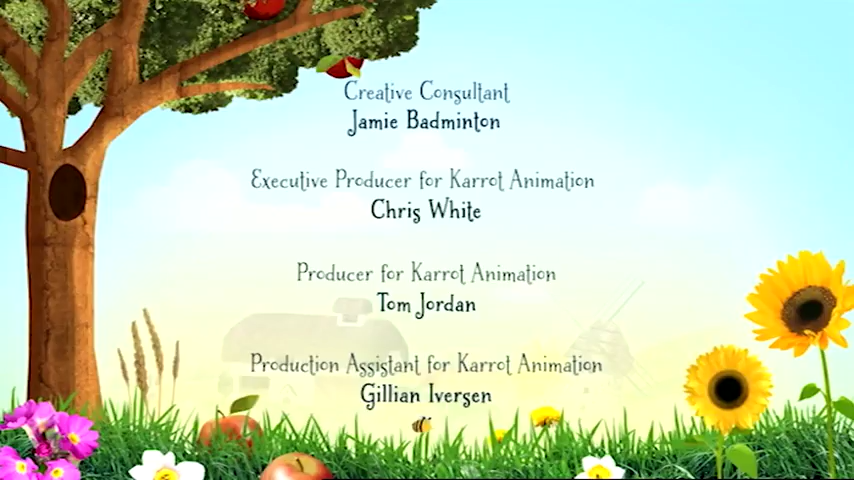 Creative Consultant
Jamie Badminton
Executive Producer for Karrot Animation
Chris White
Producer for Karrot Animation
Tom Jordan
Production Assistant for Karrot Animation
Gillian Iversen